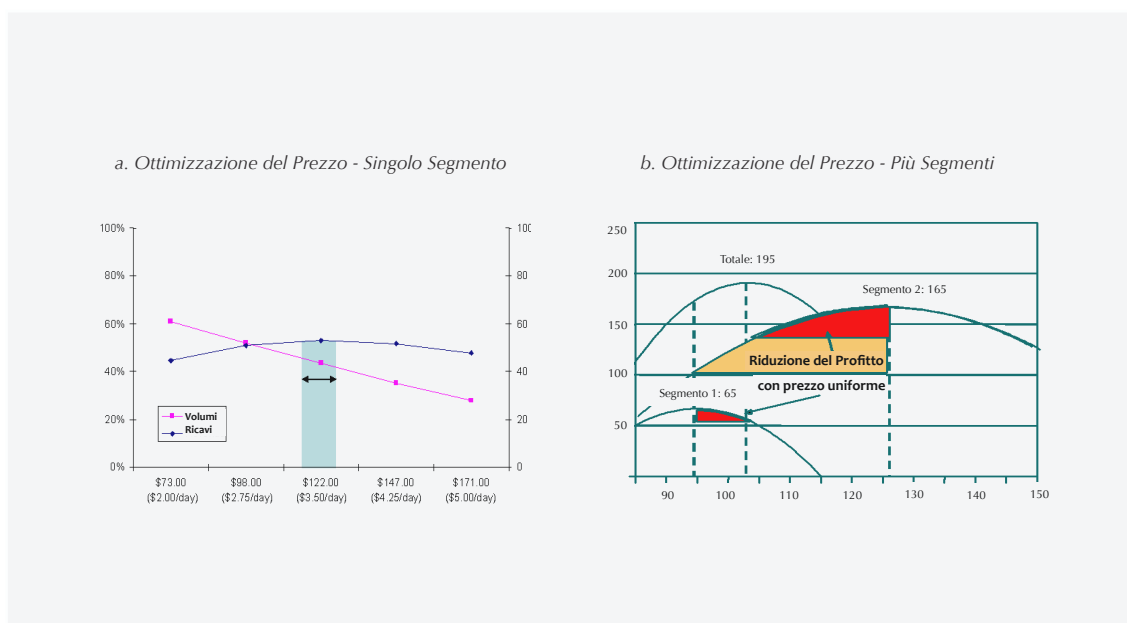 a. Ottimizzazione del Prezzo - Singolo Segmento
100%
80%
60%
40%
20%
0%
100
80
60
40
20
0
Volumi
Ricavi
$73.00 $98.00 $122.00 $147.00 $171.00
($2.00/day) ($2.75/day) ($3.50/day) ($4.25/day) ($5.00/day)
b. Ottimizzazione del Prezzo - Più Segmenti
250
200
150
100
50
Totale: 195
Segmento 2: 165
Riduzione del Profitto
con prezzo uniforme
Segmento 1: 65
90 100 110 120 130 140 150